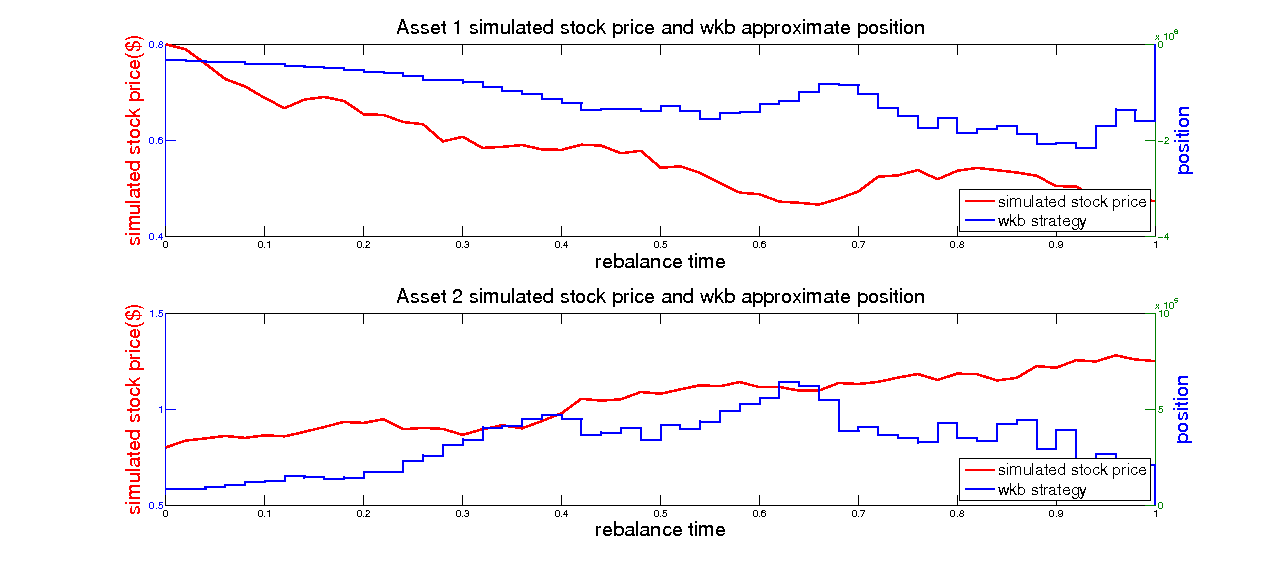 Asset 1 simulated stock price and wkb approximate position
simulated stock price($)
0.8
0.6
0.4
0
-2
-4
position
0 0.1 0.2 0.3 0.4 0.5 0.6 0.7 0.8 0.9 1
rebalance time
simulated stock price
wkb strategy
Asset 2 simulated stock price and wkb approximate position
simulated stock price($)
1.5
1
0.5
10
5
0
position
0 0.1 0.2 0.3 0.4 0.5 0.6 0.7 0.8 0.9 1
rebalance time
simulated stock price
wkb strategy